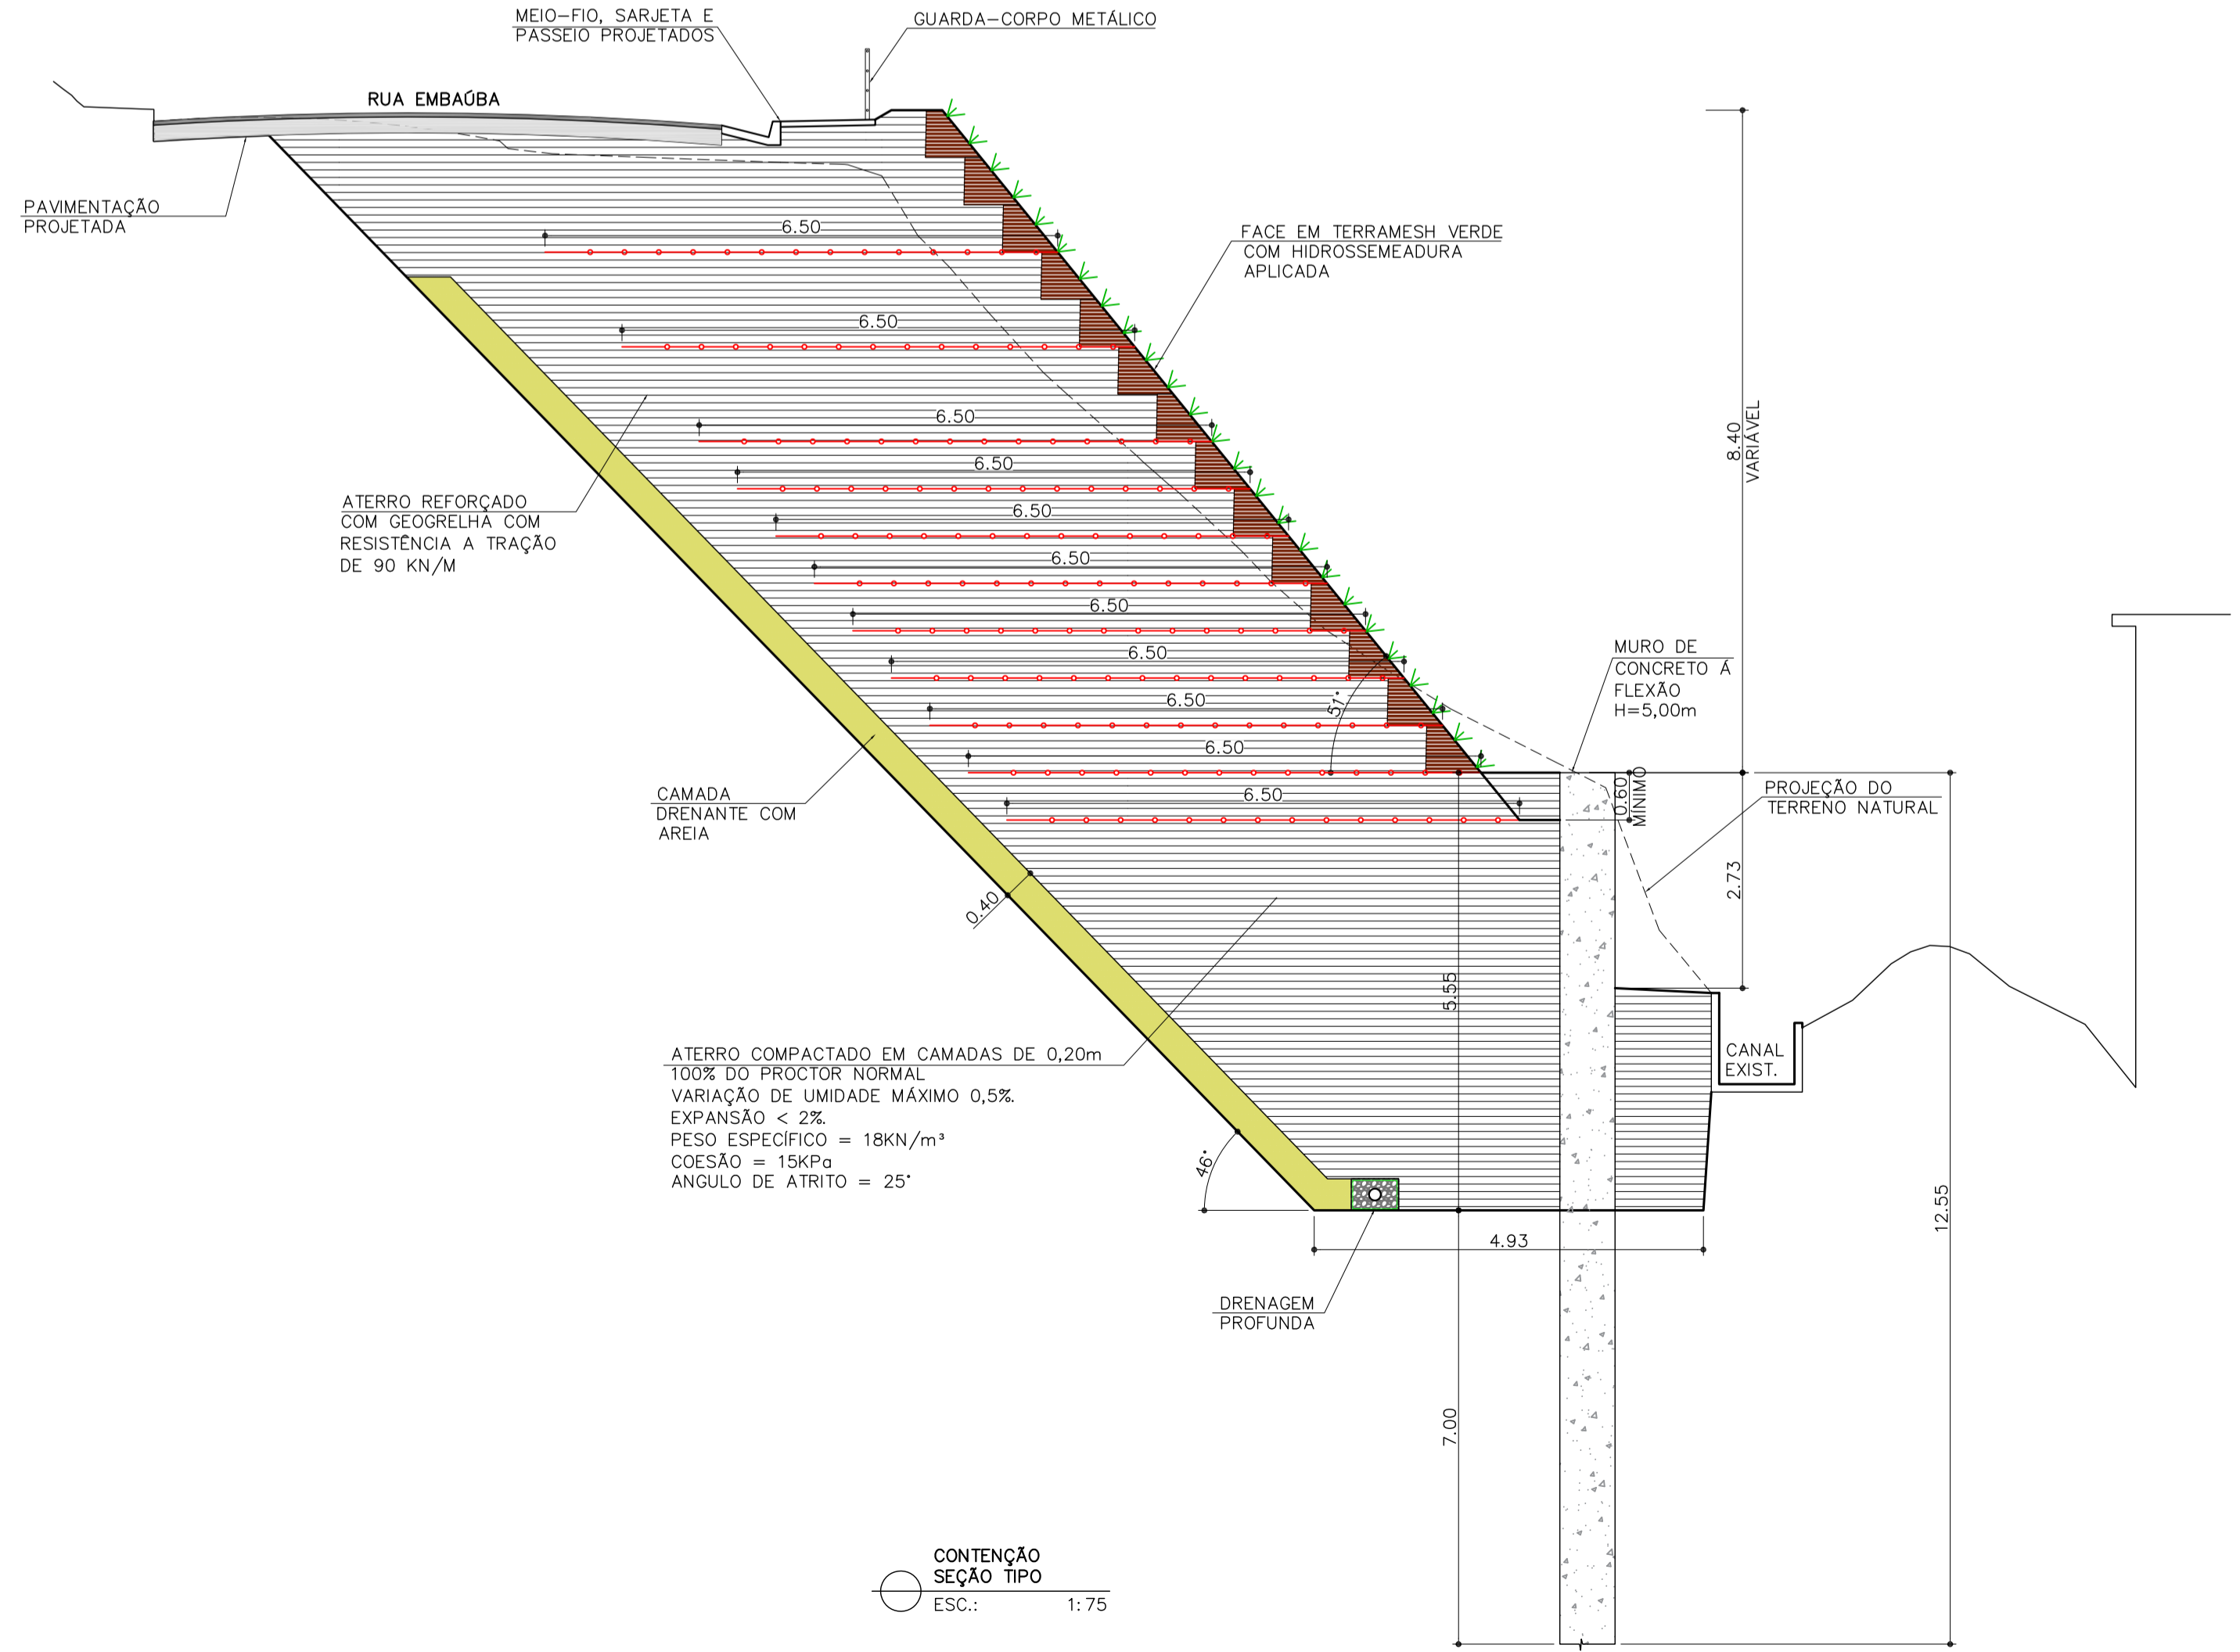 MEIO-FIO, SARJETA E
PASSEIO PROJETADOS
GUARDA-CORPO METÁLICO
RUA EMBAÚBA
PAVIMENTAÇÃO
PROJETADA
6.50
FACE EM TERRAMESH VERDE
COM HIDROSSEMEADURA
APLICADA
6.50
6.50
8.40
VARIÁVEL
6.50
ATERRO REFORÇADO
COM GEOGRELHA COM
RESISTÊNCIA A TRAÇÃO
DE 90 KN/M
6.50
6.50
6.50
6.50
MURO DE
CONCRETO Á
FLEXÃO
H=5,00m
6.50
51°
6.50
CAMADA
DRENANTE COM
AREIA
6.50
0.60
MÍNIMO
PROJEÇÃO DO
TERRENO NATURAL
2.73
0.40
5.55
ATERRO COMPACTADO EM CAMADAS DE 0,20m
100% DO PROCTOR NORMAL
VARIAÇÃO DE UMIDADE MÁXIMO 0,5%.
EXPANSÃO < 2%.
PESO ESPECÍFICO = 18KN/m³
COESÃO = 15KPa
ANGULO DE ATRITO = 25°
CANAL
EXIST.
46°
4.93
12.55
DRENAGEM
PROFUNDA
7.00
CONTENÇÃO
SEÇÃO TIPO
ESC.: 1:75